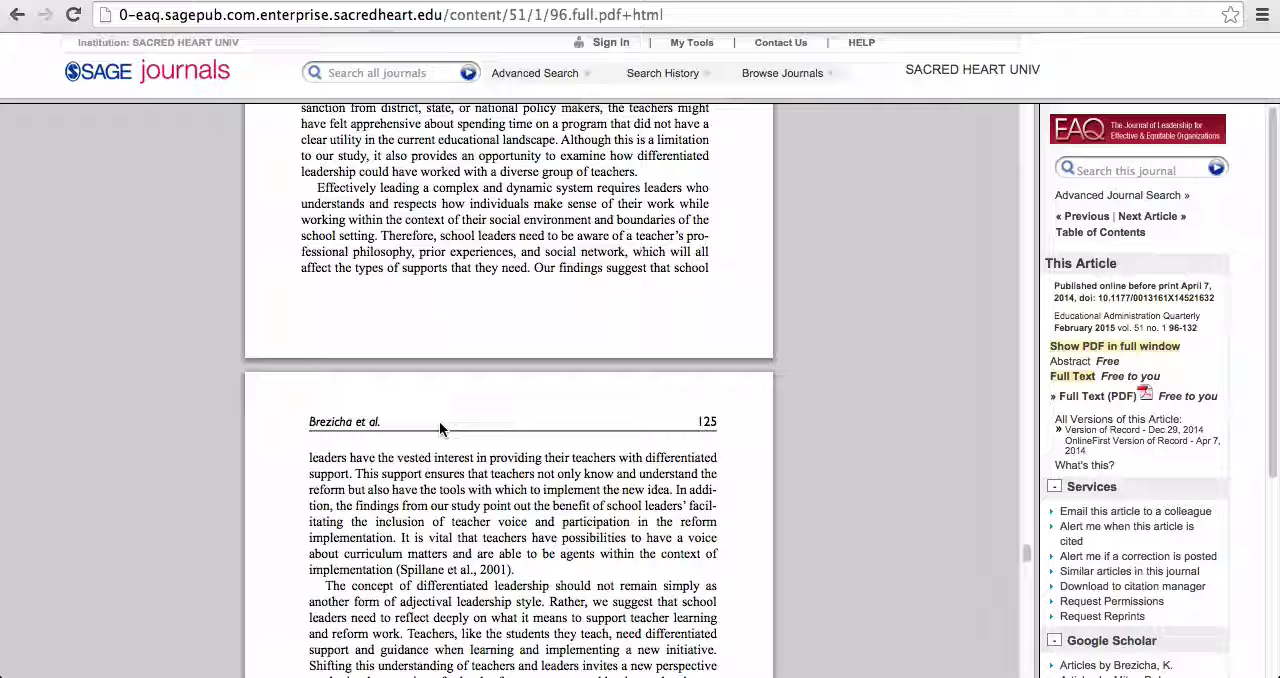 0-eaq.sagepub.com.enterprise.sacredheart.edu/content/51/1/96.full.pdf+html
Institution: SACRED HEART UNIV
Sign In | My Tools | Contact Us | HELP
SAGE journals
Search all journals
Advanced Search
Search History
Browse Journals
SACRED HEART UNIV
sanction from district, state, or national policy makers, the teachers might
have felt apprehensive about spending time on a program that did not have a
clear utility in the current educational landscape. Although this is a limitation
to our study, it also provides an opportunity to examine how differentiated
leadership could have worked with a diverse group of teachers.
Effectively leading a complex and dynamic system requires leaders who
understands and respects how individuals make sense of their work while
working within the context of their social environment and boundaries of the
school setting. Therefore, school leaders need to be aware of a teacher's pro-
fessional philosophy, prior experiences, and social network, which will all
affect the types of supports that they need. Our findings suggest that school
Brezicha et al. 125
leaders have the vested interest in providing their teachers with differentiated
support. This support ensures that teachers not only know and understand the
reform but also have the tools with which to implement the new idea. In addi-
tion, the findings from our study point out the benefit of school leaders' facil-
itating the inclusion of teacher voice and participation in the reform
implementation. It is vital that teachers have possibilities to have a voice
about curriculum matters and are able to be agents within the context of
implementation (Spillane et al., 2001).
The concept of differentiated leadership should not remain simply as
another form of adjectival leadership style. Rather, we suggest that school
leaders need to reflect deeply on what it means to support teacher learning
and reform work. Teachers, like the students they teach, need differentiated
support and guidance when learning and implementing a new initiative.
Shifting this understanding of teachers and leaders invites a new perspective
EAQ The Journal of Leadership for
Effective & Equitable Organizations
Search this journal
Advanced Journal Search »
« Previous | Next Article »
Table of Contents
This Article
Published online before print April 7,
2014, doi: 10.1177/0013161X14521632
Educational Administration Quarterly
February 2015 vol. 51 no. 1 96-132
Show PDF in full window
Abstract Free
Full Text Free to you
» Full Text (PDF) Free to you
All Versions of this Article:
» Version of Record - Dec 29, 2014
OnlineFirst Version of Record - Apr 7,
2014
What's this?
- Services
Email this article to a colleague
Alert me when this article is
cited
Alert me if a correction is posted
Similar articles in this journal
Download to citation manager
Request Permissions
Request Reprints
- Google Scholar
Articles by Brezicha, K.